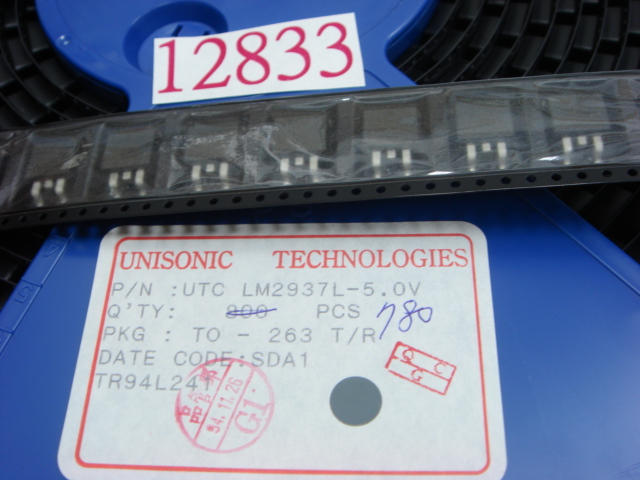 12833
UNISONIC TECHNOLOGIES
P/N :UTC LM2937L-5.0V
Q'TY: 800 PCS 780
PKG : TO - 263 T/R
DATE CODE:SDA1
TR94L241
94.11.26
G1
Q C